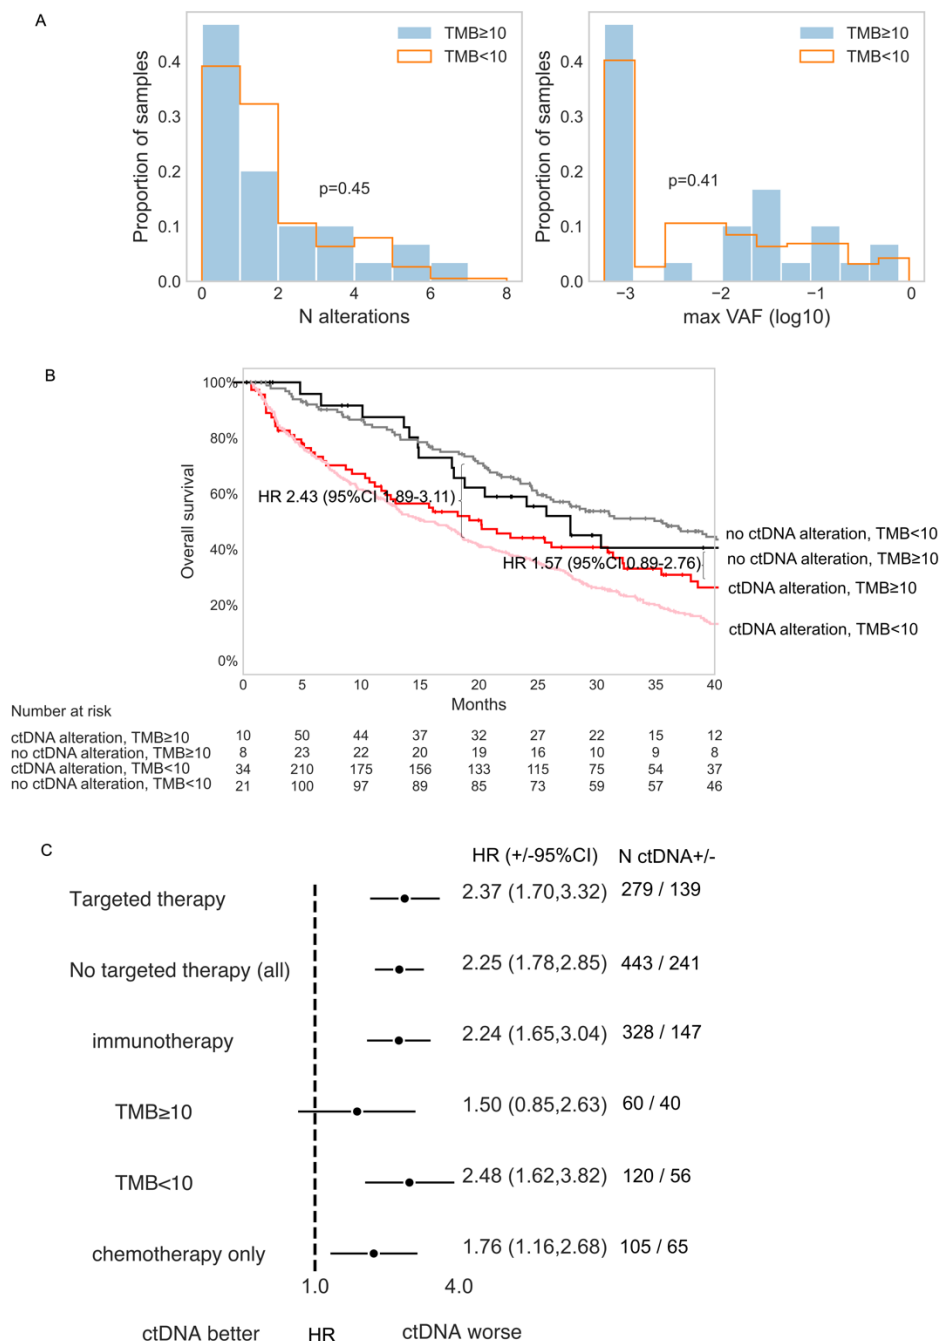 A
TMB≥10
TMB<10
p=0.45
Proportion of samples
0.4
0.3
0.2
0.1
0.0
0 2 4 6 8
N alterations
TMB≥10
TMB<10
p=0.41
Proportion of samples
0.4
0.3
0.2
0.1
0.0
−3 −2 −1 0
max VAF (log10)
B
100%
80%
60%
40%
20%
0%
Overall survival
HR 2.43 (95%CI 1.89-3.11)
HR 1.57 (95%CI 0.89-2.76)
no ctDNA alteration, TMB<10
no ctDNA alteration, TMB≥10
ctDNA alteration, TMB≥10
ctDNA alteration, TMB<10
0 5 10 15 20 25 30 35 40
Months
Number at risk
ctDNA alteration, TMB≥10 10 50 44 37 32 27 22 15 12
no ctDNA alteration, TMB≥10 8 23 22 20 19 16 10 9 8
ctDNA alteration, TMB<10 34 210 175 156 133 115 75 54 37
no ctDNA alteration, TMB<10 21 100 97 89 85 73 59 57 46
C
HR (+/-95%CI) N ctDNA+/-
Targeted therapy 2.37 (1.70,3.32) 279 / 139
No targeted therapy (all) 2.25 (1.78,2.85) 443 / 241
immunotherapy 2.24 (1.65,3.04) 328 / 147
TMB≥10 1.50 (0.85,2.63) 60 / 40
TMB<10 2.48 (1.62,3.82) 120 / 56
chemotherapy only 1.76 (1.16,2.68) 105 / 65
1.0 4.0
ctDNA better HR ctDNA worse